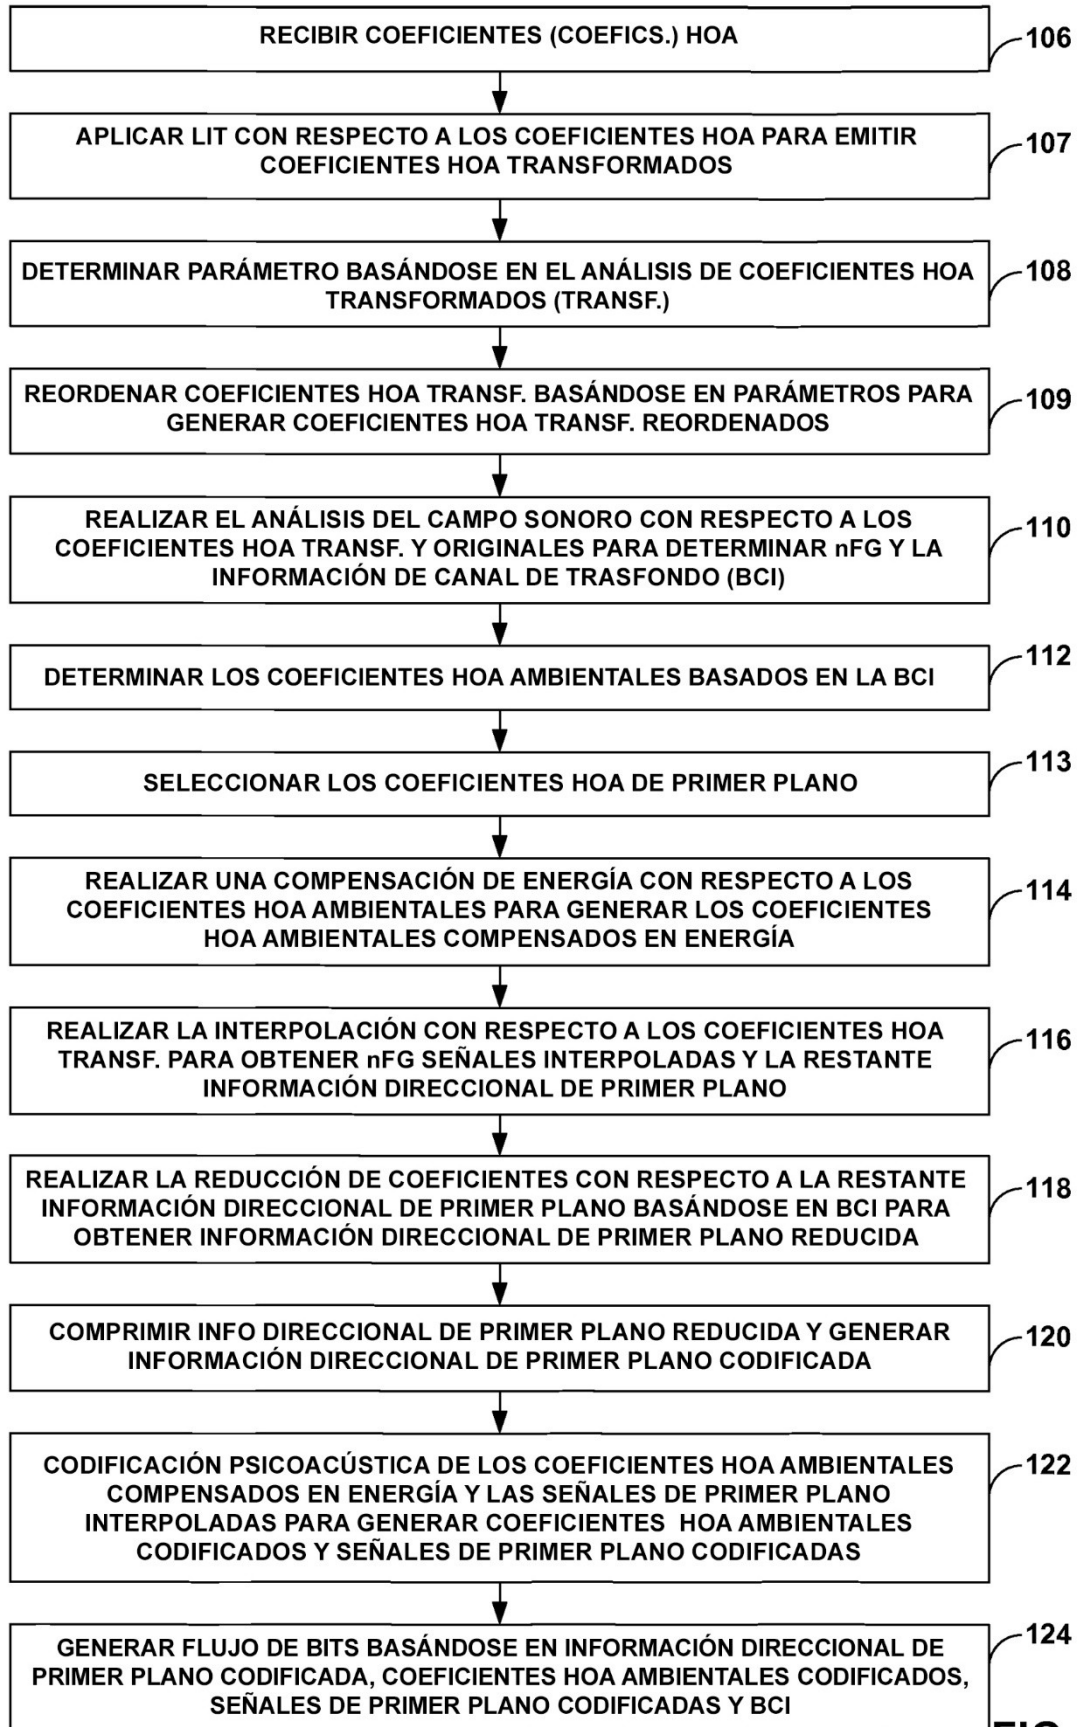 RECIBIR COEFICIENTES (COEFICS.) HOA
106
APLICAR LIT CON RESPECTO A LOS COEFICIENTES HOA PARA EMITIR
COEFICIENTES HOA TRANSFORMADOS
107
DETERMINAR PARÁMETRO BASÁNDOSE EN EL ANÁLISIS DE COEFICIENTES HOA
TRANSFORMADOS (TRANSF.)
108
REORDENAR COEFICIENTES HOA TRANSF. BASÁNDOSE EN PARÁMETROS PARA
GENERAR COEFICIENTES HOA TRANSF. REORDENADOS
109
REALIZAR EL ANÁLISIS DEL CAMPO SONORO CON RESPECTO A LOS
COEFICIENTES HOA TRANSF. Y ORIGINALES PARA DETERMINAR nFG Y LA
INFORMACIÓN DE CANAL DE TRASFONDO (BCI)
110
DETERMINAR LOS COEFICIENTES HOA AMBIENTALES BASADOS EN LA BCI
112
SELECCIONAR LOS COEFICIENTES HOA DE PRIMER PLANO
113
REALIZAR UNA COMPENSACIÓN DE ENERGÍA CON RESPECTO A LOS
COEFICIENTES HOA AMBIENTALES PARA GENERAR LOS COEFICIENTES
HOA AMBIENTALES COMPENSADOS EN ENERGÍA
114
REALIZAR LA INTERPOLACIÓN CON RESPECTO A LOS COEFICIENTES HOA
TRANSF. PARA OBTENER nFG SEÑALES INTERPOLADAS Y LA RESTANTE
INFORMACIÓN DIRECCIONAL DE PRIMER PLANO
116
REALIZAR LA REDUCCIÓN DE COEFICIENTES CON RESPECTO A LA RESTANTE
INFORMACIÓN DIRECCIONAL DE PRIMER PLANO BASÁNDOSE EN BCI PARA
OBTENER INFORMACIÓN DIRECCIONAL DE PRIMER PLANO REDUCIDA
118
COMPRIMIR INFO DIRECCIONAL DE PRIMER PLANO REDUCIDA Y GENERAR
INFORMACIÓN DIRECCIONAL DE PRIMER PLANO CODIFICADA
120
CODIFICACIÓN PSICOACÚSTICA DE LOS COEFICIENTES HOA AMBIENTALES
COMPENSADOS EN ENERGÍA Y LAS SEÑALES DE PRIMER PLANO
INTERPOLADAS PARA GENERAR COEFICIENTES HOA AMBIENTALES
CODIFICADOS Y SEÑALES DE PRIMER PLANO CODIFICADAS
122
GENERAR FLUJO DE BITS BASÁNDOSE EN INFORMACIÓN DIRECCIONAL DE
PRIMER PLANO CODIFICADA, COEFICIENTES HOA AMBIENTALES CODIFICADOS,
SEÑALES DE PRIMER PLANO CODIFICADAS Y BCI
124